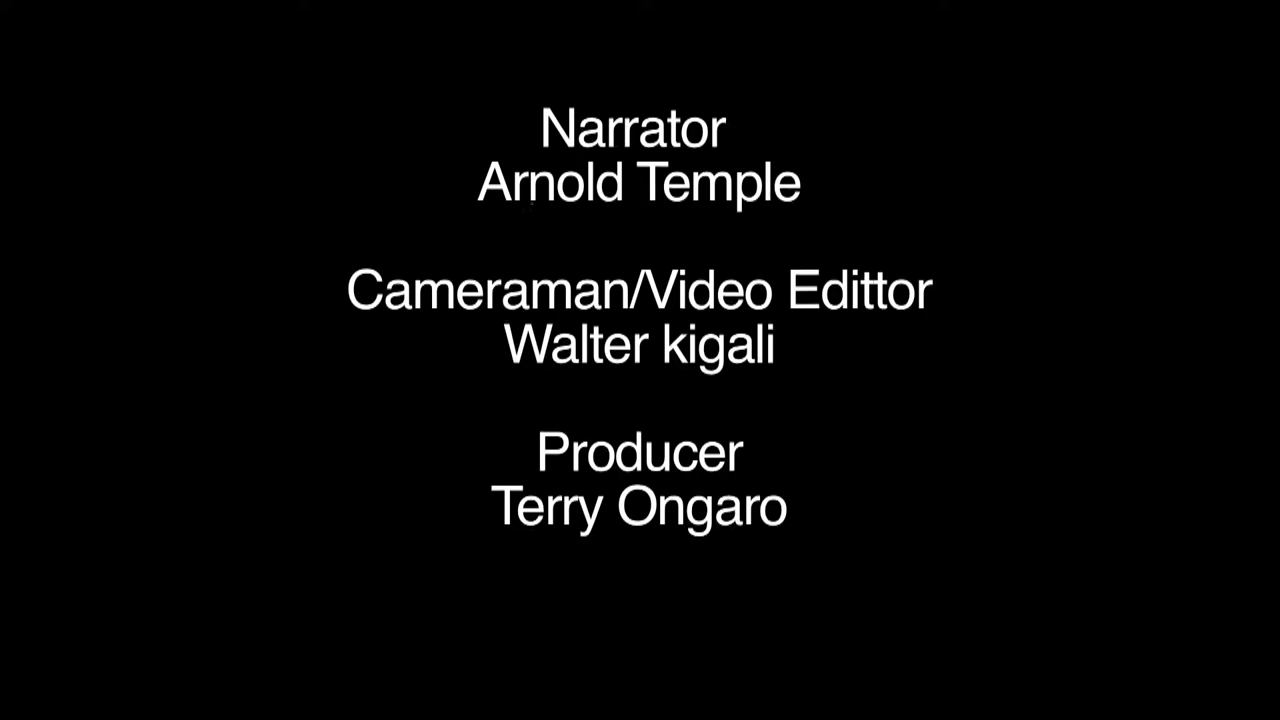 Narrator
Arnold Temple
Cameraman/Video Edittor
Walter kigali
Producer
Terry Ongaro